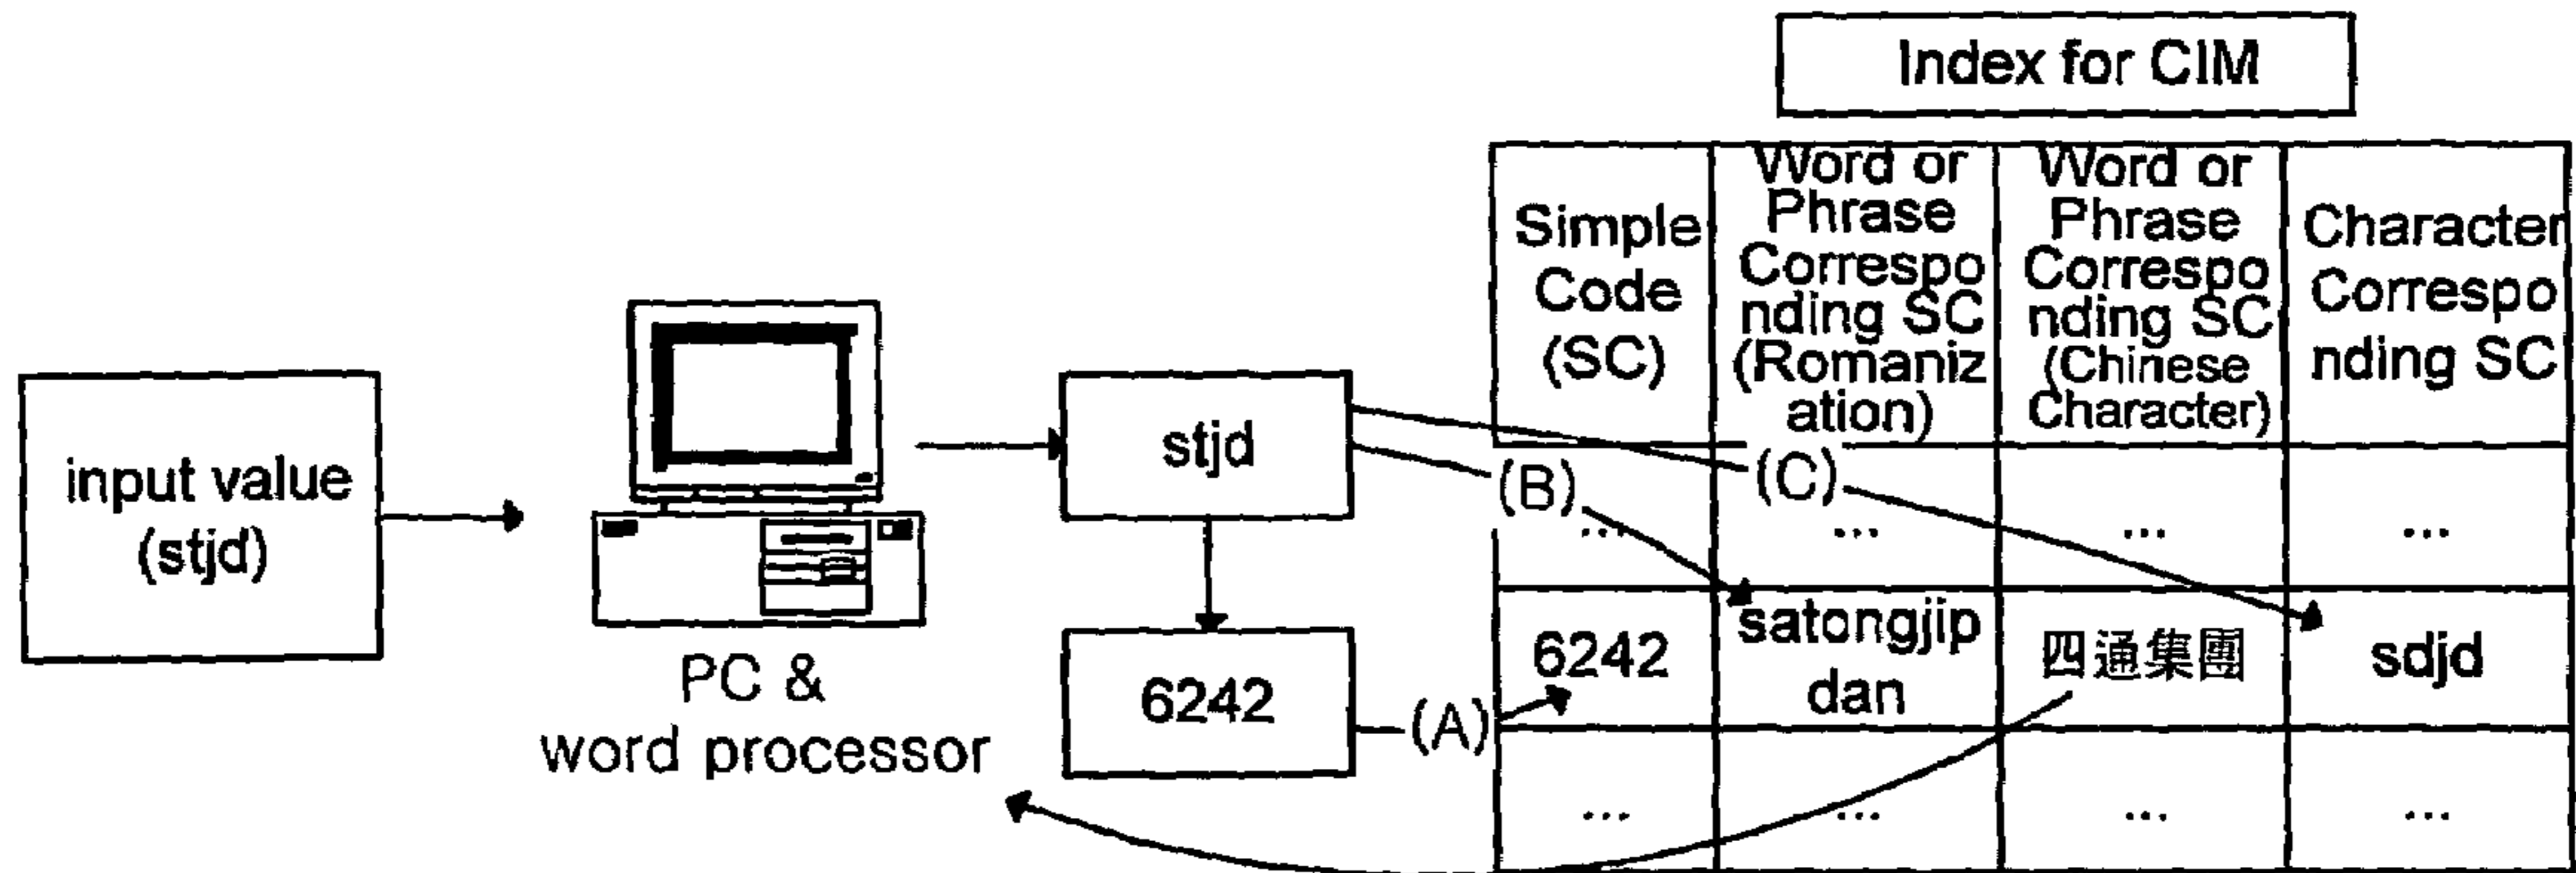 Index for CIM
Simple
Code
(SC)
Word or
Phrase
Correspo
nding SC
(Romaniz
ation)
Word or
Phrase
Correspo
nding SC
(Chinese
Character)
Character
Correspo
nding SC
input value
(stjd)
PC &
word processor
stjd
6242
(A)
(B)
(C)
... ... ... ...
6242
satongjip
dan
四通集團
sdjd
... ... ... ...